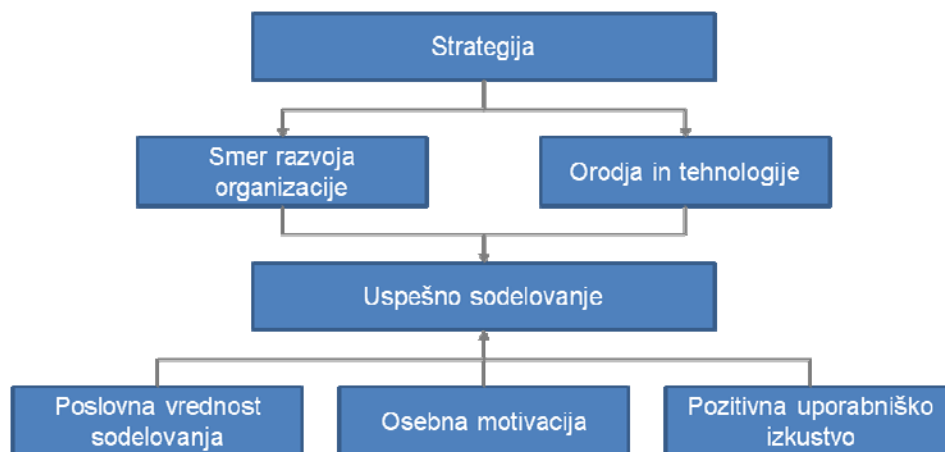 Strategija
Smer razvoja
organizacije
Orodja in tehnologije
Uspešno sodelovanje
Poslovna vrednost
sodelovanja
Osebna motivacija
Pozitivna uporabniško
izkustvo